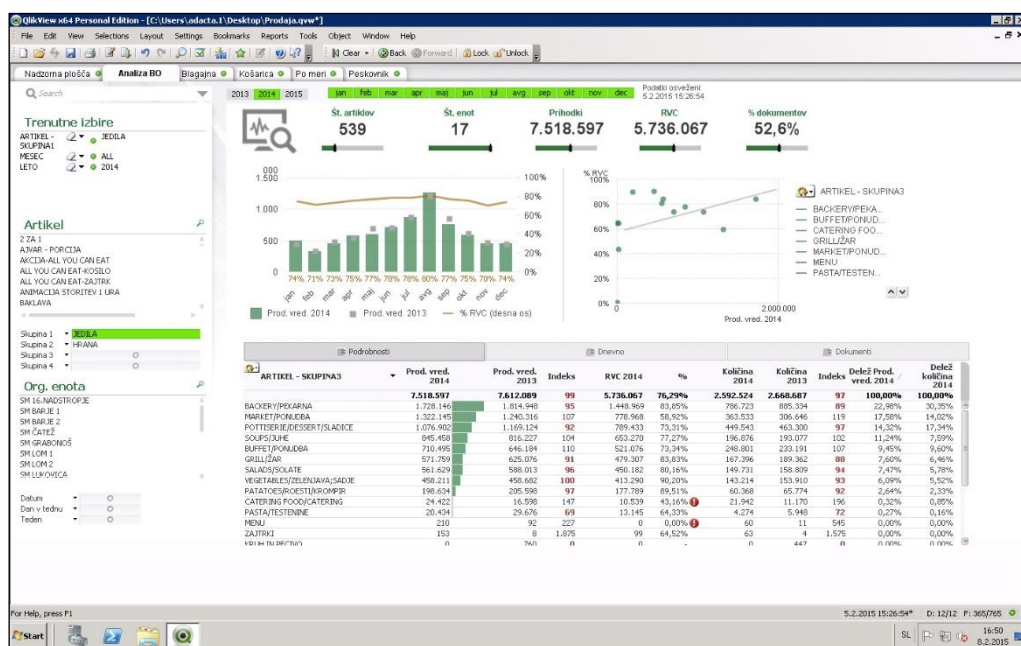 QlikView x64 Personal Edition - [C:\Users\adacta.1\Desktop\Prodaja.qvw*]
File Edit View Selections Layout Settings Bookmarks Reports Tools Object Window Help
Clear Back Forward Lock Unlock
Nadzorna plošča Analiza BO Blagajna Košarica Po meri Peskovnik
Search
2013 2014 2015 jan feb mar apr maj jun jul avg sep okt nov dec
Podatki osveženi
5.2.2015 15:26:54
Trenutne izbire
ARTIKEL - SKUPINA1 JEDILA
MESEC ALL
LETO 2014
Št. artiklov Št. enot Prihodki RVC % dokumentov
539 17 7.518.597 5.736.067 52,6%
Artikel
2 ZA 1
AJVAR - PORCIJA
AKCIJA-ALL YOU CAN EAT
ALL YOU CAN EAT-KOSILO
ALL YOU CAN EAT-ZAJTRK
ANIMACIJA STORITEV 1 URA
BAKLAVA
Skupina 1 JEDILA
Skupina 2 HRANA
Skupina 3
Skupina 4
Org. enota
SM 16.NADSTROPJE
SM BARJE 1
SM BARJE 2
SM ČATEŽ
SM GRABONOŠ
SM LOM 1
SM LOM 2
SM LUKOVICA
Datum
Dan v tednu
Teden
000
1.500
1.000
500
0
100%
80%
60%
40%
20%
0%
74% 71% 73% 75% 77% 78% 78% 80% 77% 75% 70% 74%
jan feb mar apr maj jun jul avg sep okt nov dec
Prod. vred. 2014 Prod. vred. 2013 % RVC (desna os)
% RVC
100%
80%
60%
40%
20%
0%
0 2.000.000
Prod. vred. 2014
ARTIKEL - SKUPINA3
BACKERY/PEKA...
BUFFET/PONUD...
CATERING FOO...
GRILL/ŽAR
MARKET/PONUD...
MENU
PASTA/TESTEN...
Podrobnosti Dnevno Dokumenti
ARTIKEL - SKUPINA3 Prod. vred. 2014 Prod. vred. 2013 Indeks RVC 2014 % Količina 2014 Količina 2013 Indeks Delež Prod. vred. 2014 Delež količina 2014
7.518.597 7.612.089 99 5.736.067 76,29% 2.592.524 2.668.687 97 100,00% 100,00%
BACKERY/PEKARNA 1.728.146 1.814.948 95 1.448.969 83,85% 786.723 885.334 89 22,98% 30,35%
MARKET/PONUDBA 1.322.145 1.240.316 107 778.968 58,92% 363.533 306.646 119 17,58% 14,02%
POTTISERIE/DESSERT/SLADICE 1.076.902 1.169.124 92 789.433 73,31% 449.543 463.300 97 14,32% 17,34%
SOUPS/JUHE 845.458 816.227 104 653.270 77,27% 196.876 193.077 102 11,24% 7,59%
BUFFET/PONUDBA 710.495 646.184 110 521.076 73,34% 248.801 233.191 107 9,45% 9,60%
GRILL/ŽAR 571.759 625.076 91 479.307 83,83% 167.396 189.362 88 7,60% 6,46%
SALADS/SOLATE 561.629 588.013 96 450.182 80,16% 149.731 158.809 94 7,47% 5,78%
VEGETABLES/ZELENJAVA;SADJE 458.211 458.682 100 413.290 90,20% 143.214 153.910 93 6,09% 5,52%
PATATOES/ROESTI/KROMPIR 198.634 205.598 97 177.789 89,51% 60.368 65.774 92 2,64% 2,33%
CATERING FOOD/CATERING 24.422 16.598 147 10.539 43,16% 21.942 11.170 196 0,32% 0,85%
PASTA/TESTENINE 20.434 29.676 69 13.145 64,33% 4.274 5.948 72 0,27% 0,16%
MENU 210 92 227 0 0,00% 60 11 545 0,00% 0,00%
ZAJTRKI 153 8 1.875 99 64,52% 63 4 1.575 0,00% 0,00%
KRUH IN PECIVO 0 760 0 0 - 0 447 0 0,00% 0,00%
For Help, press F1 5.2.2015 15:26:54* D: 12/12 F: 365/765
Start SL 16:50
8.2.2015